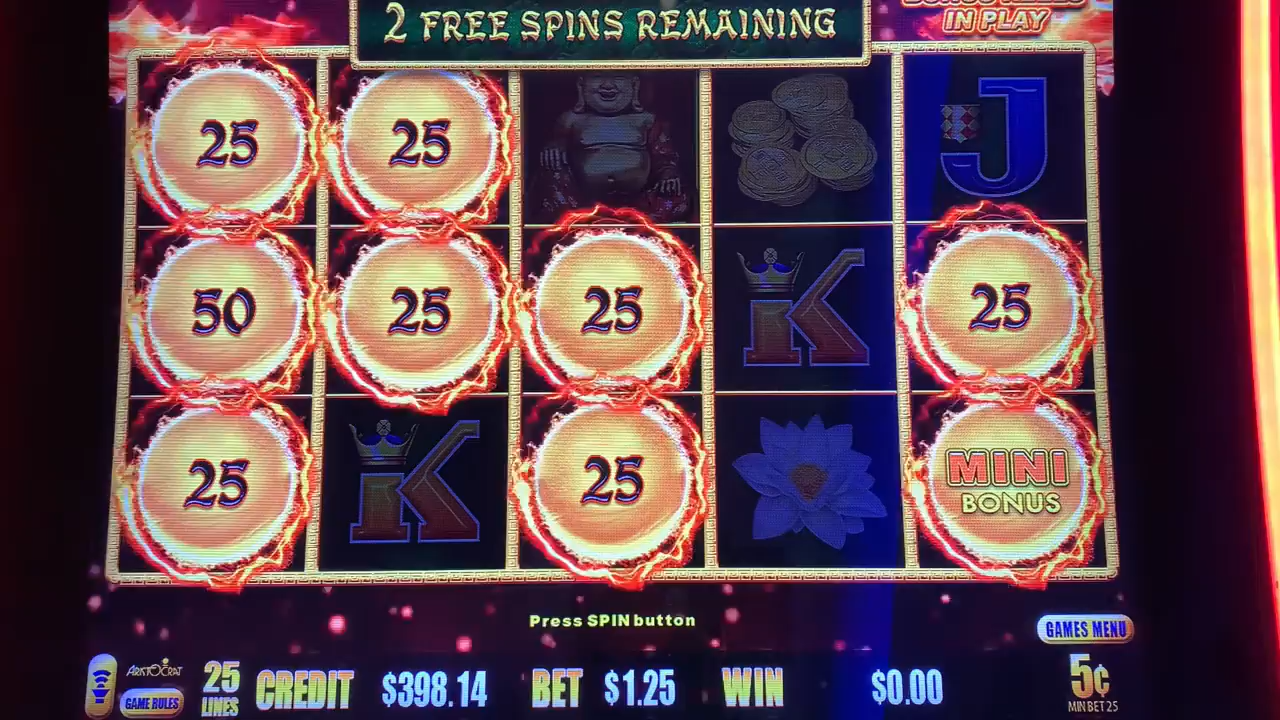 2 FREE SPINS REMAINING
IN PLAY
25 25 J
50 25 25 K 25
25 K 25 MINI
BONUS
Press SPIN button
GAMES MENU
ARISTOCRAT
GAME RULES
25
LINES
CREDIT $398.14 BET $1.25 WIN $0.00
5¢
MIN BET 25